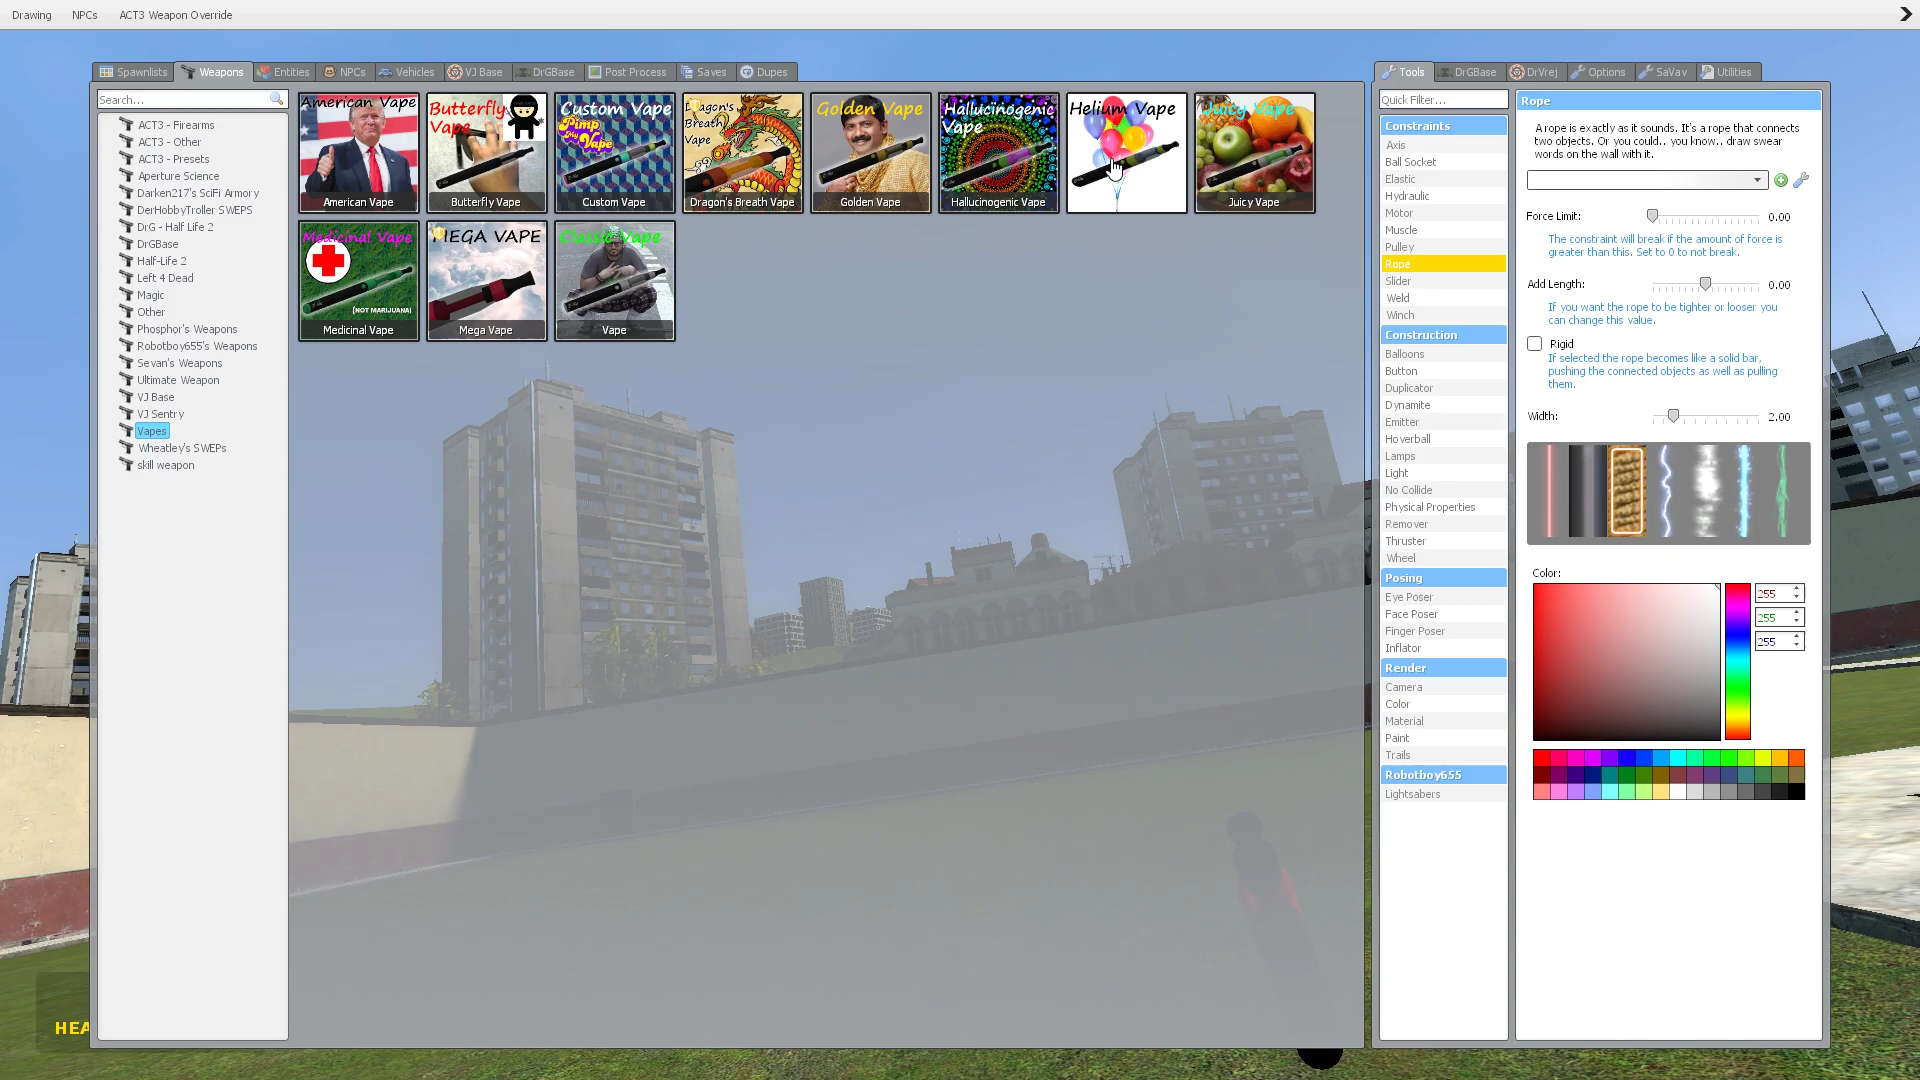 Drawing NPCs ACT3 Weapon Override
Spawnlists Weapons Entities NPCs Vehicles VJ Base DrGBase Post Process Saves Dupes
Search...
ACT3 - Firearms
ACT3 - Other
ACT3 - Presets
Aperture Science
Darken217's SciFi Armory
DerHobbyTroller SWEPS
DrG - Half Life 2
DrGBase
Half-Life 2
Left 4 Dead
Magic
Other
Phosphor's Weapons
Robotboy655's Weapons
Sevan's Weapons
Ultimate Weapon
VJ Base
VJ Sentry
Vapes
Wheatley's SWEPs
skill weapon
American Vape
American Vape
Butterfly
Vape
Butterfly Vape
Custom Vape
Pimp
My
Vape
Custom Vape
Dragon's
Breath
Vape
Dragon's Breath Vape
Golden Vape
Golden Vape
Hallucinogenic
Vape
Hallucinogenic Vape
Helium Vape
Juicy Vape
Juicy Vape
Medicinal Vape
(NOT MARIJUANA)
Medicinal Vape
MEGA VAPE
Mega Vape
Classic Vape
Vape
HEA
Tools DrGBase DrVrej Options SaVav Utilities
Quick Filter...
Constraints
Axis
Ball Socket
Elastic
Hydraulic
Motor
Muscle
Pulley
Rope
Slider
Weld
Winch
Construction
Balloons
Button
Duplicator
Dynamite
Emitter
Hoverball
Lamps
Light
No Collide
Physical Properties
Remover
Thruster
Wheel
Posing
Eye Poser
Face Poser
Finger Poser
Inflator
Render
Camera
Color
Material
Paint
Trails
Robotboy655
Lightsabers
Rope
A rope is exactly as it sounds. It's a rope that connects
two objects. Or you could.. you know.. draw swear
words on the wall with it.
Force Limit: 0.00
The constraint will break if the amount of force is
greater than this. Set to 0 to not break.
Add Length: 0.00
If you want the rope to be tighter or looser you
can change this value.
Rigid
If selected the rope becomes like a solid bar,
pushing the connected objects as well as pulling
them.
Width: 2.00
Color:
255
255
255